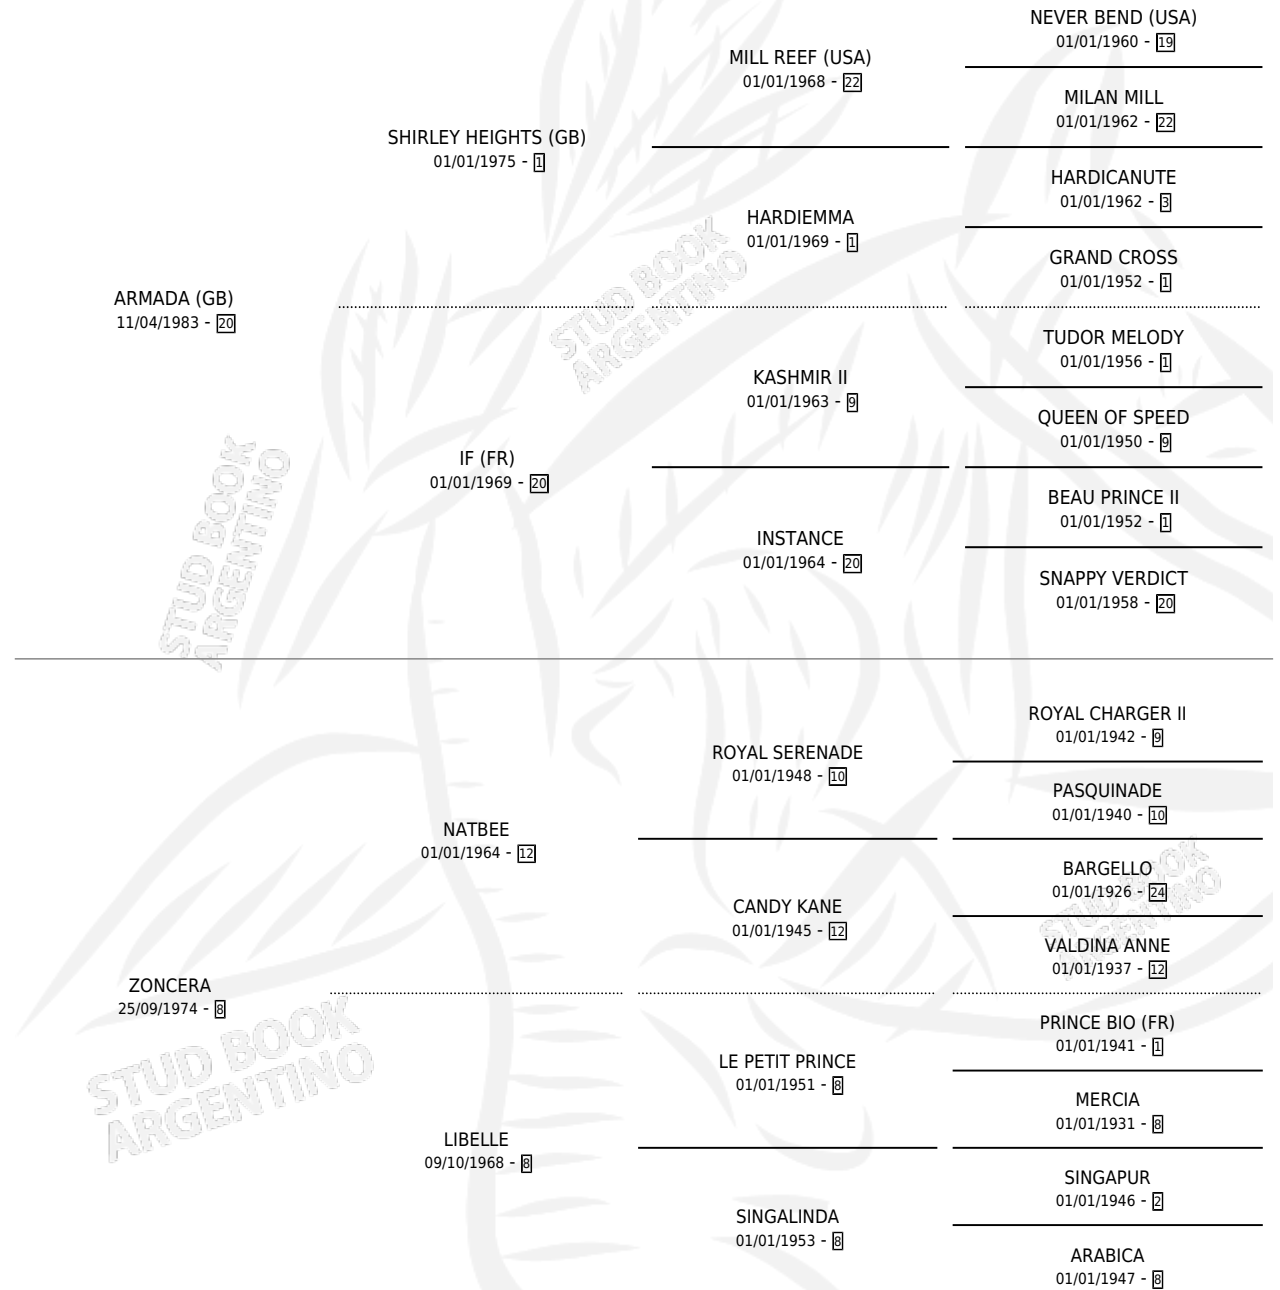 NEVER BEND (USA)
01/01/1960 - 19
MILL REEF (USA)
01/01/1968 - 22
MILAN MILL
01/01/1962 - 22
SHIRLEY HEIGHTS (GB)
01/01/1975 - 1
HARDICANUTE
01/01/1962 - 3
HARDIEMMA
01/01/1969 - 1
GRAND CROSS
01/01/1952 - 1
ARMADA (GB)
11/04/1983 - 20
TUDOR MELODY
01/01/1956 - 1
KASHMIR II
01/01/1963 - 9
QUEEN OF SPEED
01/01/1950 - 9
IF (FR)
01/01/1969 - 20
BEAU PRINCE II
01/01/1952 - 1
INSTANCE
01/01/1964 - 20
SNAPPY VERDICT
01/01/1958 - 20
ROYAL CHARGER II
01/01/1942 - 9
ROYAL SERENADE
01/01/1948 - 10
PASQUINADE
01/01/1940 - 10
NATBEE
01/01/1964 - 12
BARGELLO
01/01/1926 - 24
CANDY KANE
01/01/1945 - 12
VALDINA ANNE
01/01/1937 - 12
ZONCERA
25/09/1974 - 8
PRINCE BIO (FR)
01/01/1941 - 1
LE PETIT PRINCE
01/01/1951 - 8
MERCIA
01/01/1931 - 8
LIBELLE
09/10/1968 - 8
SINGAPUR
01/01/1946 - 2
SINGALINDA
01/01/1953 - 8
ARABICA
01/01/1947 - 8
STUD BOOK
ARGENTINO
STUD BOOK
ARGENTINO
STUD BOOK
ARGENTINO
STUD BOOK
ARGENTINO